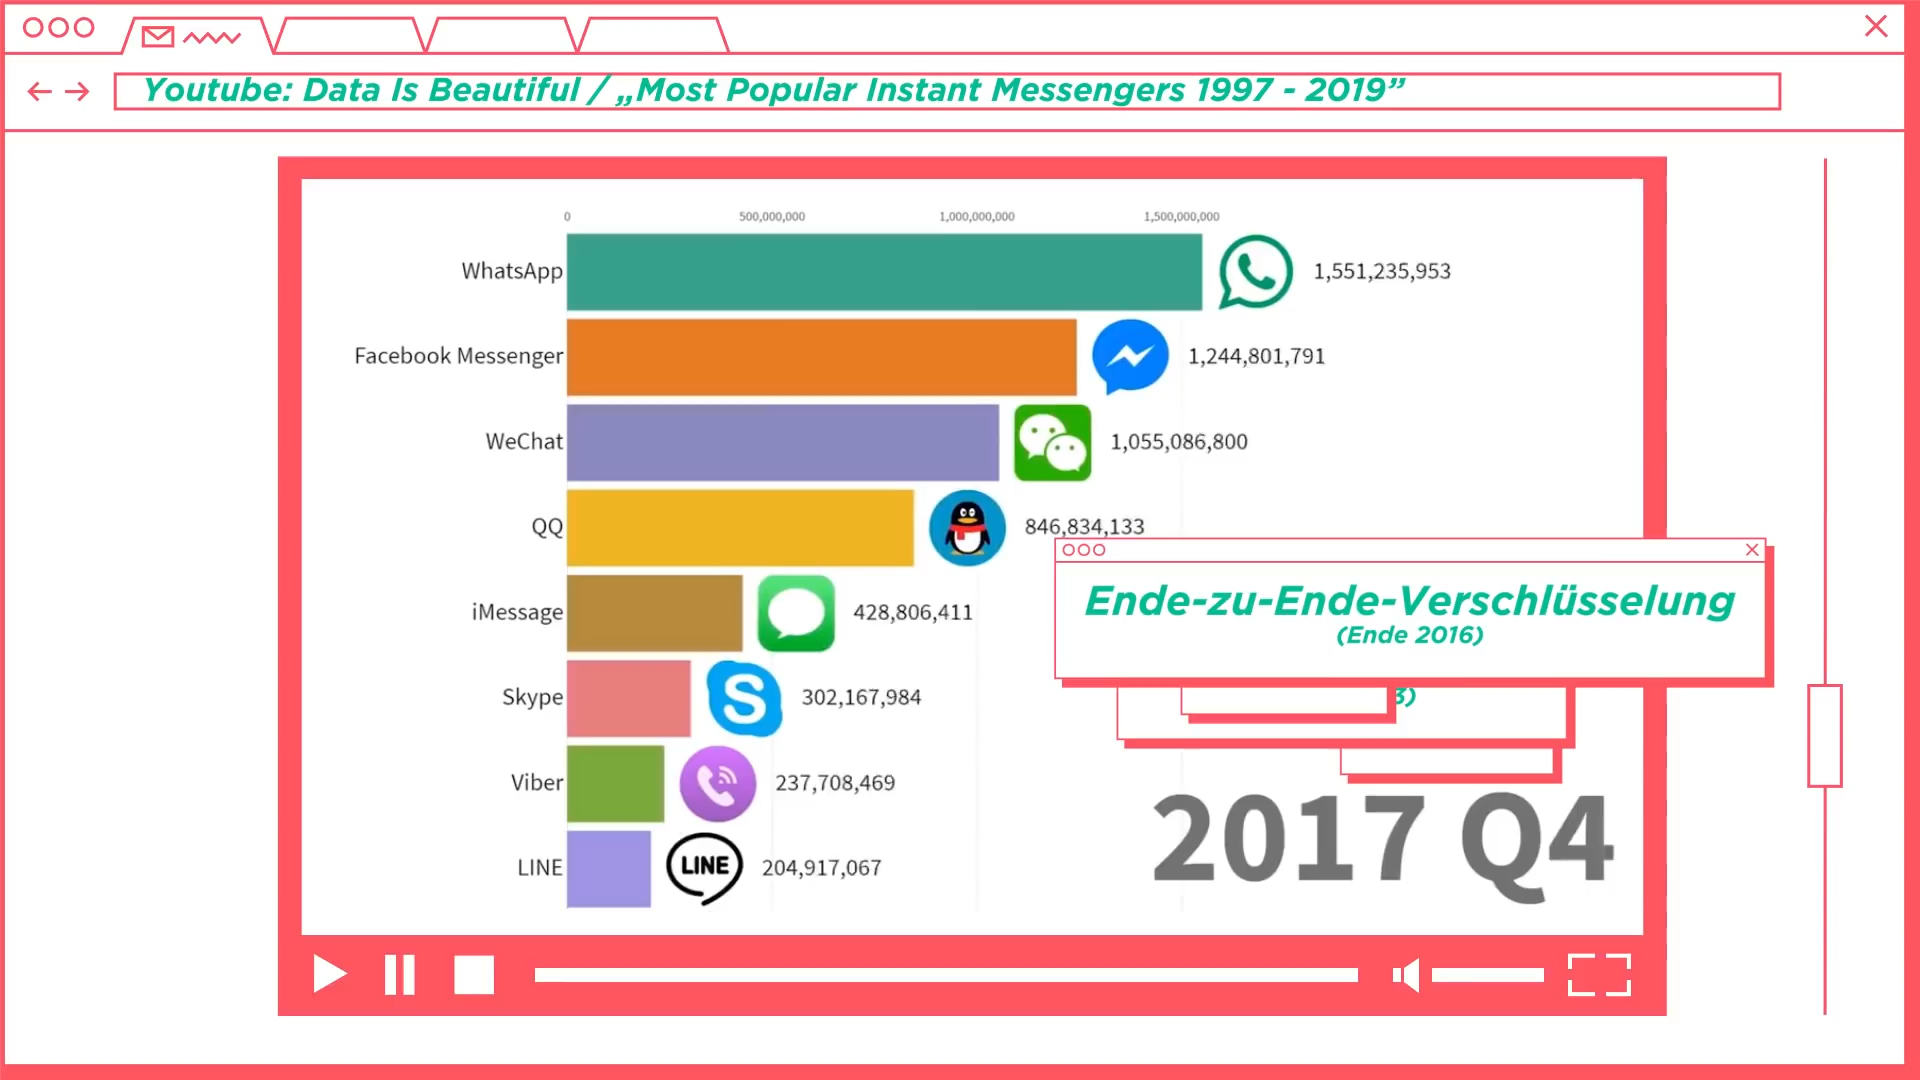 Youtube: Data Is Beautiful / „Most Popular Instant Messengers 1997 - 2019”
0 500,000,000 1,000,000,000 1,500,000,000
WhatsApp 1,551,235,953
Facebook Messenger 1,244,801,791
WeChat 1,055,086,800
QQ 846,834,133
Ende-zu-Ende-Verschlüsselung
(Ende 2016)
iMessage 428,806,411
Skype S 302,167,984
3)
Viber 237,708,469
LINE LINE 204,917,067
2017 Q4